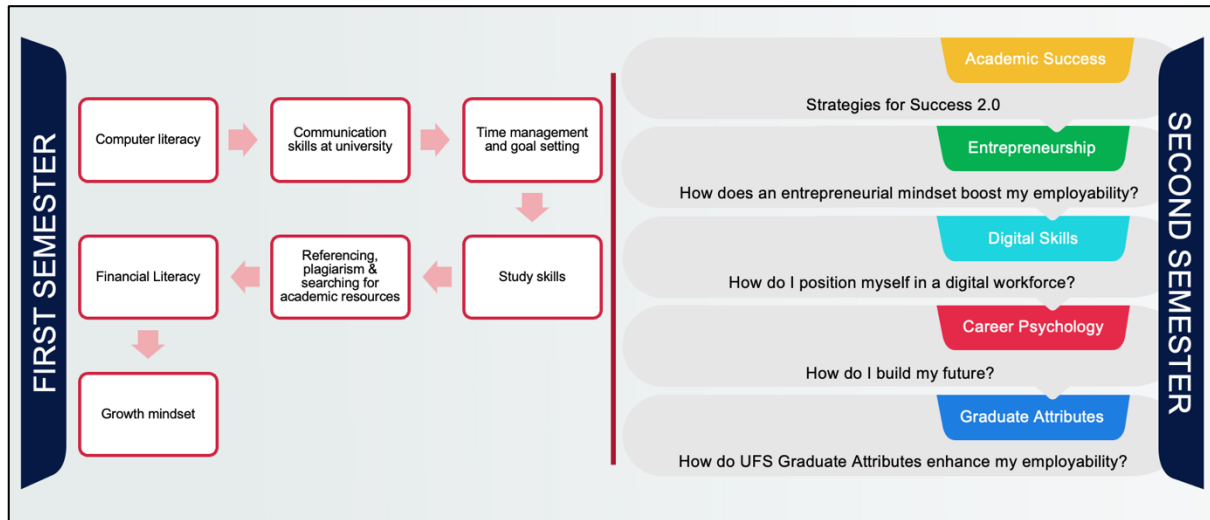 FIRST SEMESTER
Computer literacy
Communication
skills at university
Time management
and goal setting
Study skills
Referencing,
plagiarism &
searching for
academic resources
Financial Literacy
Growth mindset
SECOND SEMESTER
Academic Success
Strategies for Success 2.0
Entrepreneurship
How does an entrepreneurial mindset boost my employability?
Digital Skills
How do I position myself in a digital workforce?
Career Psychology
How do I build my future?
Graduate Attributes
How do UFS Graduate Attributes enhance my employability?